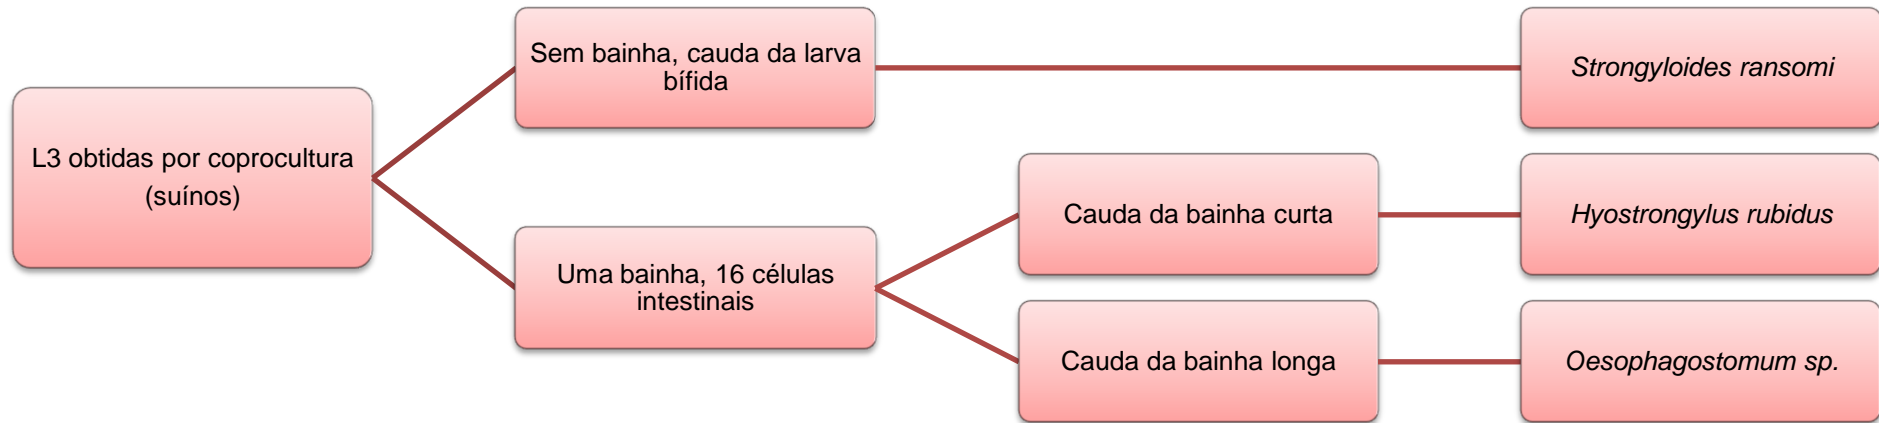 L3 obtidas por coprocultura
(suínos)
Sem bainha, cauda da larva
bífida
Strongyloides ransomi
Uma bainha, 16 células
intestinais
Cauda da bainha curta
Hyostrongylus rubidus
Cauda da bainha longa
Oesophagostomum sp.